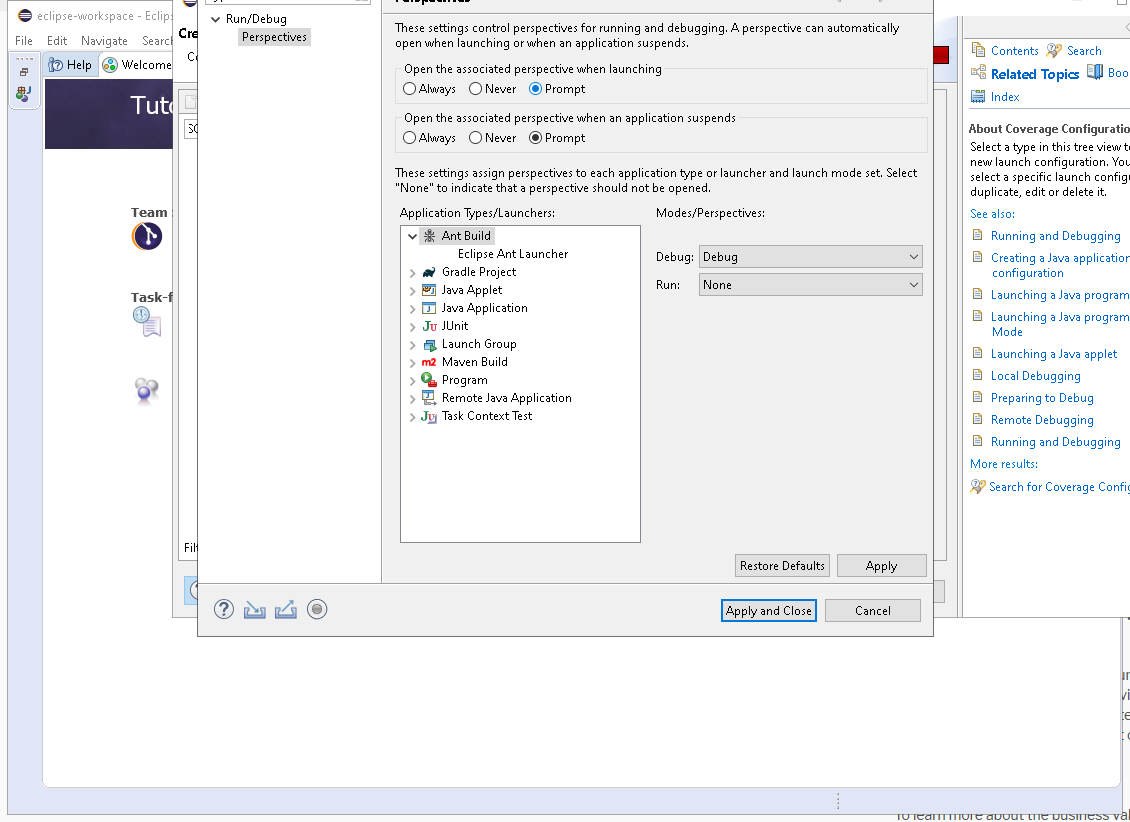 eclipse-workspace - Eclips
File Edit Navigate Search
Help
Welcome
Tuto
Team
Task-f
Cre
Run/Debug
Perspectives
Perspectives
These settings control perspectives for running and debugging. A perspective can automatically
open when launching or when an application suspends.
Open the associated perspective when launching
Always Never Prompt
Open the associated perspective when an application suspends
Always Never Prompt
These settings assign perspectives to each application type or launcher and launch mode set. Select
"None" to indicate that a perspective should not be opened.
Application Types/Launchers:
Ant Build
Eclipse Ant Launcher
Gradle Project
Java Applet
Java Application
JUnit
Launch Group
Maven Build
Program
Remote Java Application
Task Context Test
Modes/Perspectives:
Debug: Debug
Run: None
Restore Defaults Apply
Apply and Close Cancel
Filt
Contents Search
Related Topics Boo
Index
About Coverage Configuratio
Select a type in this tree view to
new launch configuration. You
select a specific launch configu
duplicate, edit or delete it.
See also:
Running and Debugging
Creating a Java application
configuration
Launching a Java program
Launching a Java program
Mode
Launching a Java applet
Local Debugging
Preparing to Debug
Remote Debugging
Running and Debugging
More results:
Search for Coverage Config
To learn more about the business val